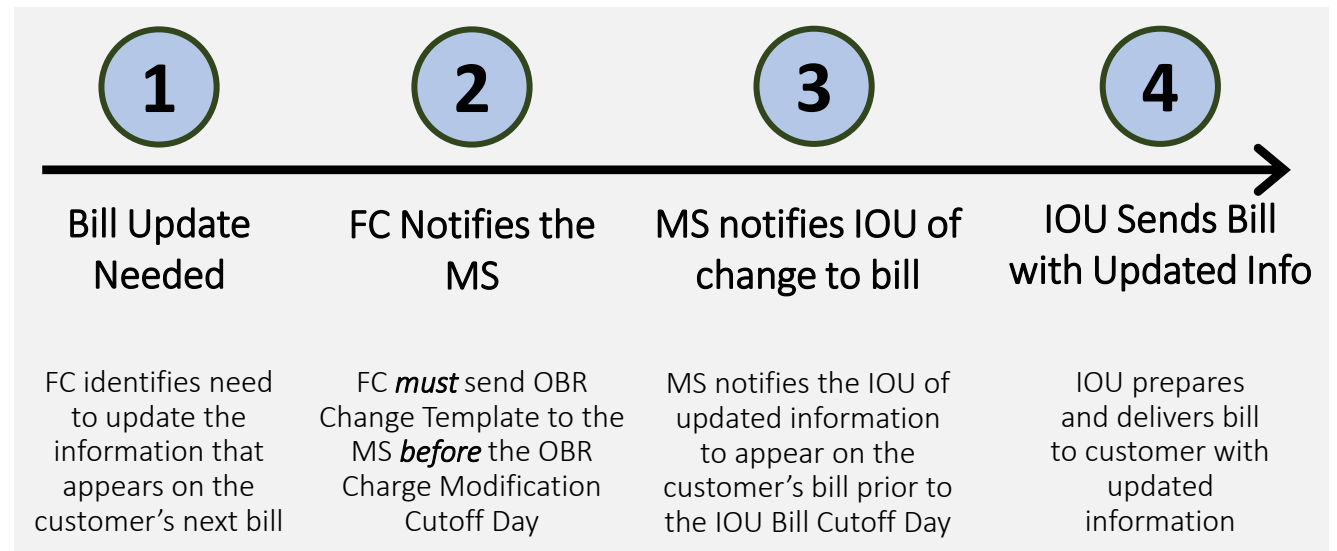 1
2
3
4
Bill Update
Needed
FC Notifies the
MS
MS notifies IOU of
change to bill
IOU Sends Bill
with Updated Info
FC identifies need
to update the
information that
appears on the
customer's next bill
FC must send OBR
Change Template to the
MS before the OBR
Charge Modification
Cutoff Day
MS notifies the IOU of
updated information
to appear on the
customer's bill prior to
the IOU Bill Cutoff Day
IOU prepares
and delivers bill
to customer with
updated
information